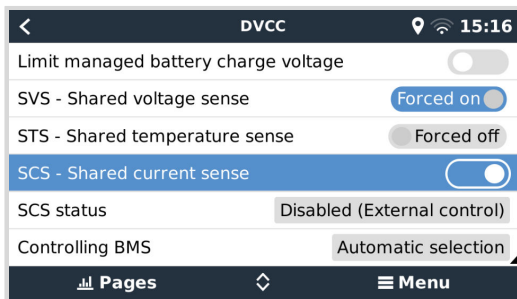 DVCC 15:16
Limit managed battery charge voltage
SVS - Shared voltage sense Forced on
STS - Shared temperature sense Forced off
SCS - Shared current sense
SCS status Disabled (External control)
Controlling BMS Automatic selection
Pages Menu